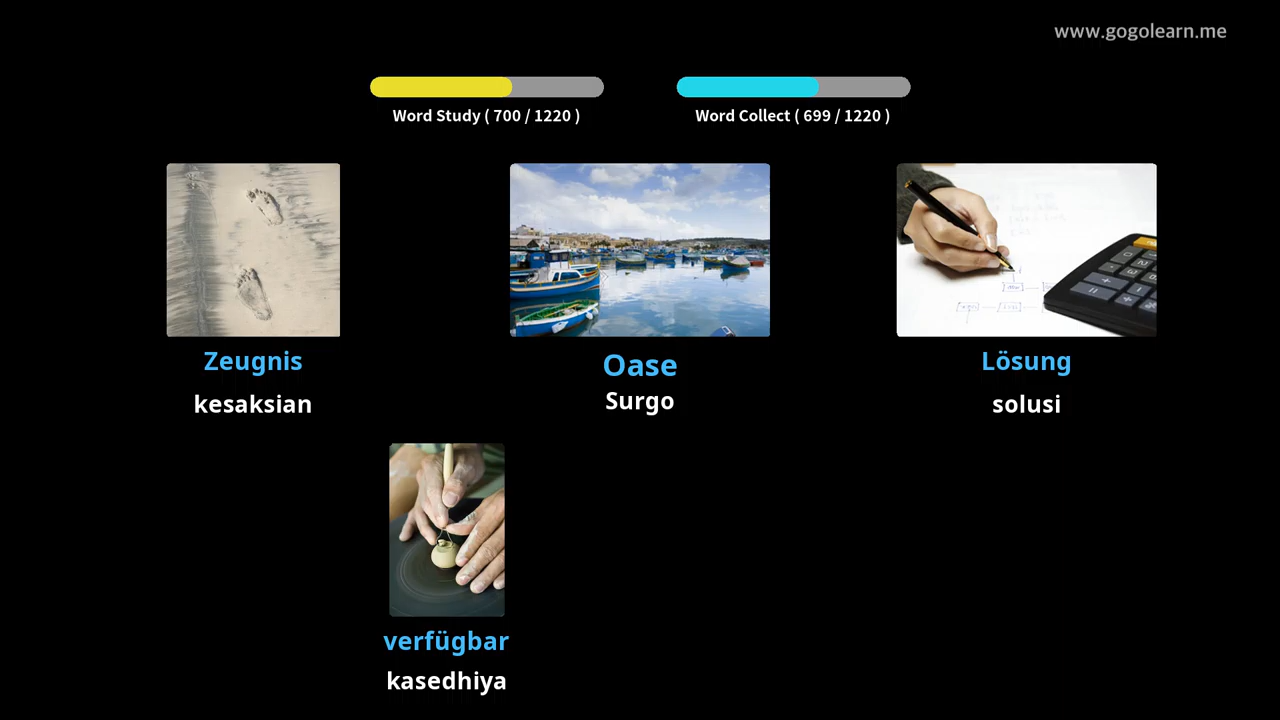 www.gogolearn.me
Word Study ( 700 / 1220 )
Word Collect ( 699 / 1220 )
Zeugnis
kesaksian
Oase
Surgo
Lösung
solusi
verfügbar
kasedhiya